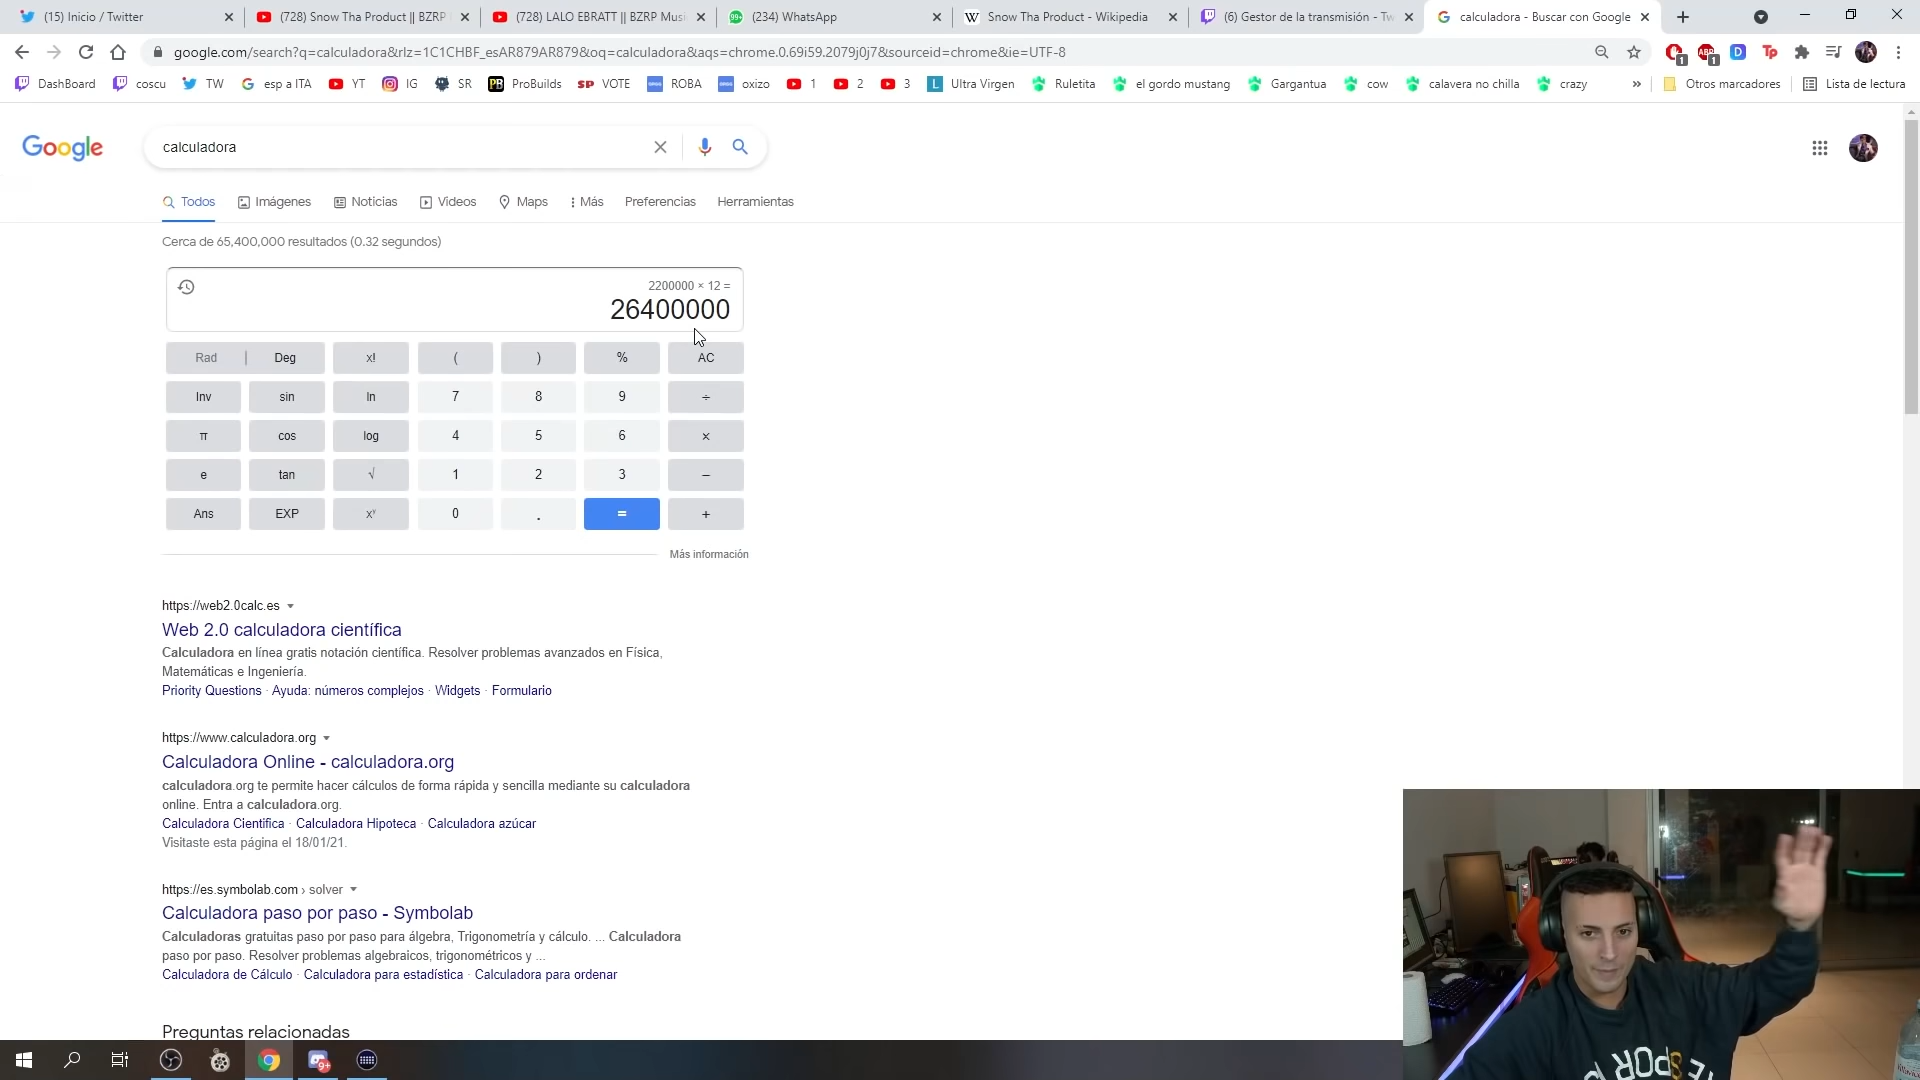 (15) Inicio / Twitter
(728) Snow Tha Product || BZRP
(728) LALO EBRATT || BZRP Mus
99+
(234) WhatsApp
W
Snow Tha Product - Wikipedia
(6) Gestor de la transmisión - Tw
calculadora - Buscar con Google
google.com/search?q=calculadora&rlz=1C1CHBF_esAR879AR879&oq=calculadora&aqs=chrome.0.69i59.2079j0j7&sourceid=chrome&ie=UTF-8
1
ABP
1
D
Tp
DashBoard
coscu
TW
esp a ITA
YT
IG
SR
PB
ProBuilds
SP
VOTE
ROBA
oxizo
1
2
3
L
Ultra Virgen
Ruletita
el gordo mustang
Gargantua
cow
calavera no chilla
crazy
»
Otros marcadores
Lista de lectura
Google
calculadora
Todos
Imágenes
Noticias
Videos
Maps
Más
Preferencias
Herramientas
Cerca de 65,400,000 resultados (0.32 segundos)
2200000 × 12 =
26400000
Rad | Deg x! ( ) % AC
Inv sin ln 7 8 9 ÷
π cos log 4 5 6 ×
e tan √ 1 2 3 −
Ans EXP xʸ 0 . = +
Más información
https://web2.0calc.es
Web 2.0 calculadora científica
Calculadora en línea gratis notación científica. Resolver problemas avanzados en Física,
Matemáticas e Ingeniería.
Priority Questions · Ayuda: números complejos · Widgets · Formulario
https://www.calculadora.org
Calculadora Online - calculadora.org
calculadora.org te permite hacer cálculos de forma rápida y sencilla mediante su calculadora
online. Entra a calculadora.org.
Calculadora Cientifica · Calculadora Hipoteca · Calculadora azúcar
Visitaste esta página el 18/01/21.
https://es.symbolab.com › solver
Calculadora paso por paso - Symbolab
Calculadoras gratuitas paso por paso para álgebra, Trigonometría y cálculo. ... Calculadora
paso por paso. Resolver problemas algebraicos, trigonométricos y ...
Calculadora de Cálculo · Calculadora para estadística · Calculadora para ordenar
Preguntas relacionadas
9+